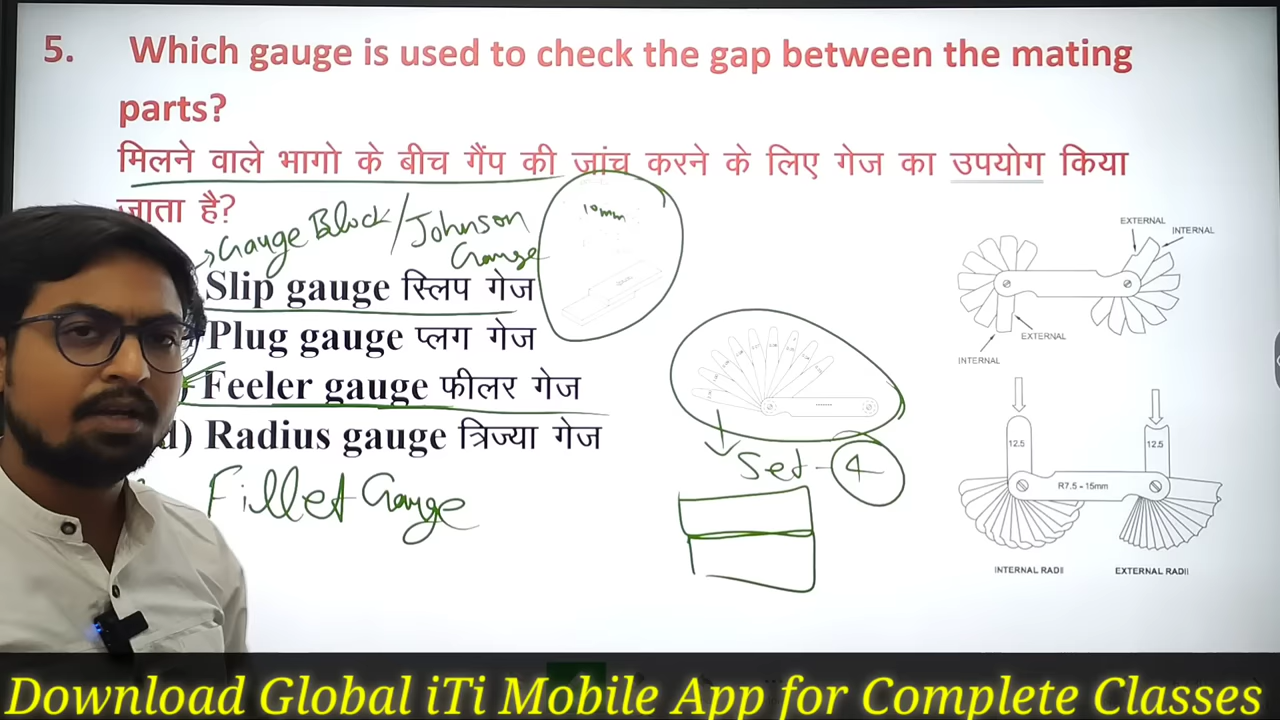 5. Which gauge is used to check the gap between the mating
parts?
मिलने वाले भागो के बीच गैंप की जांच करने के लिए गेज का उपयोग किया
जाता है?
Gauge Block/Johnson
Gauge
10mm
Slip gauge स्लिप गेज
Plug gauge प्लग गेज
Feeler gauge फीलर गेज
d) Radius gauge त्रिज्या गेज
Fillet Gauge
Set - 4
EXTERNAL
INTERNAL
EXTERNAL
INTERNAL
12.5
12.5
R7.5 - 15mm
INTERNAL RADII
EXTERNAL RADII
Download Global iTi Mobile App for Complete Classes